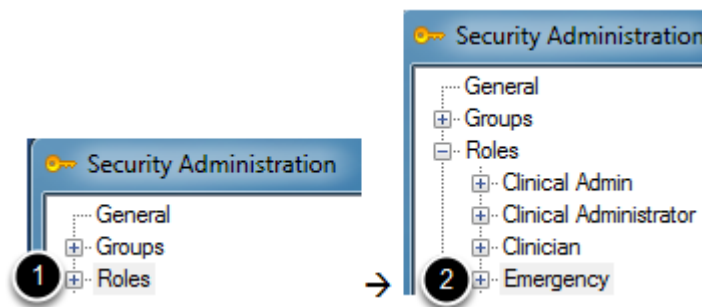 Security Administration
General
Groups
1 Roles
→
Security Administration
General
Groups
Roles
Clinical Admin
Clinical Administrator
Clinician
2 Emergency